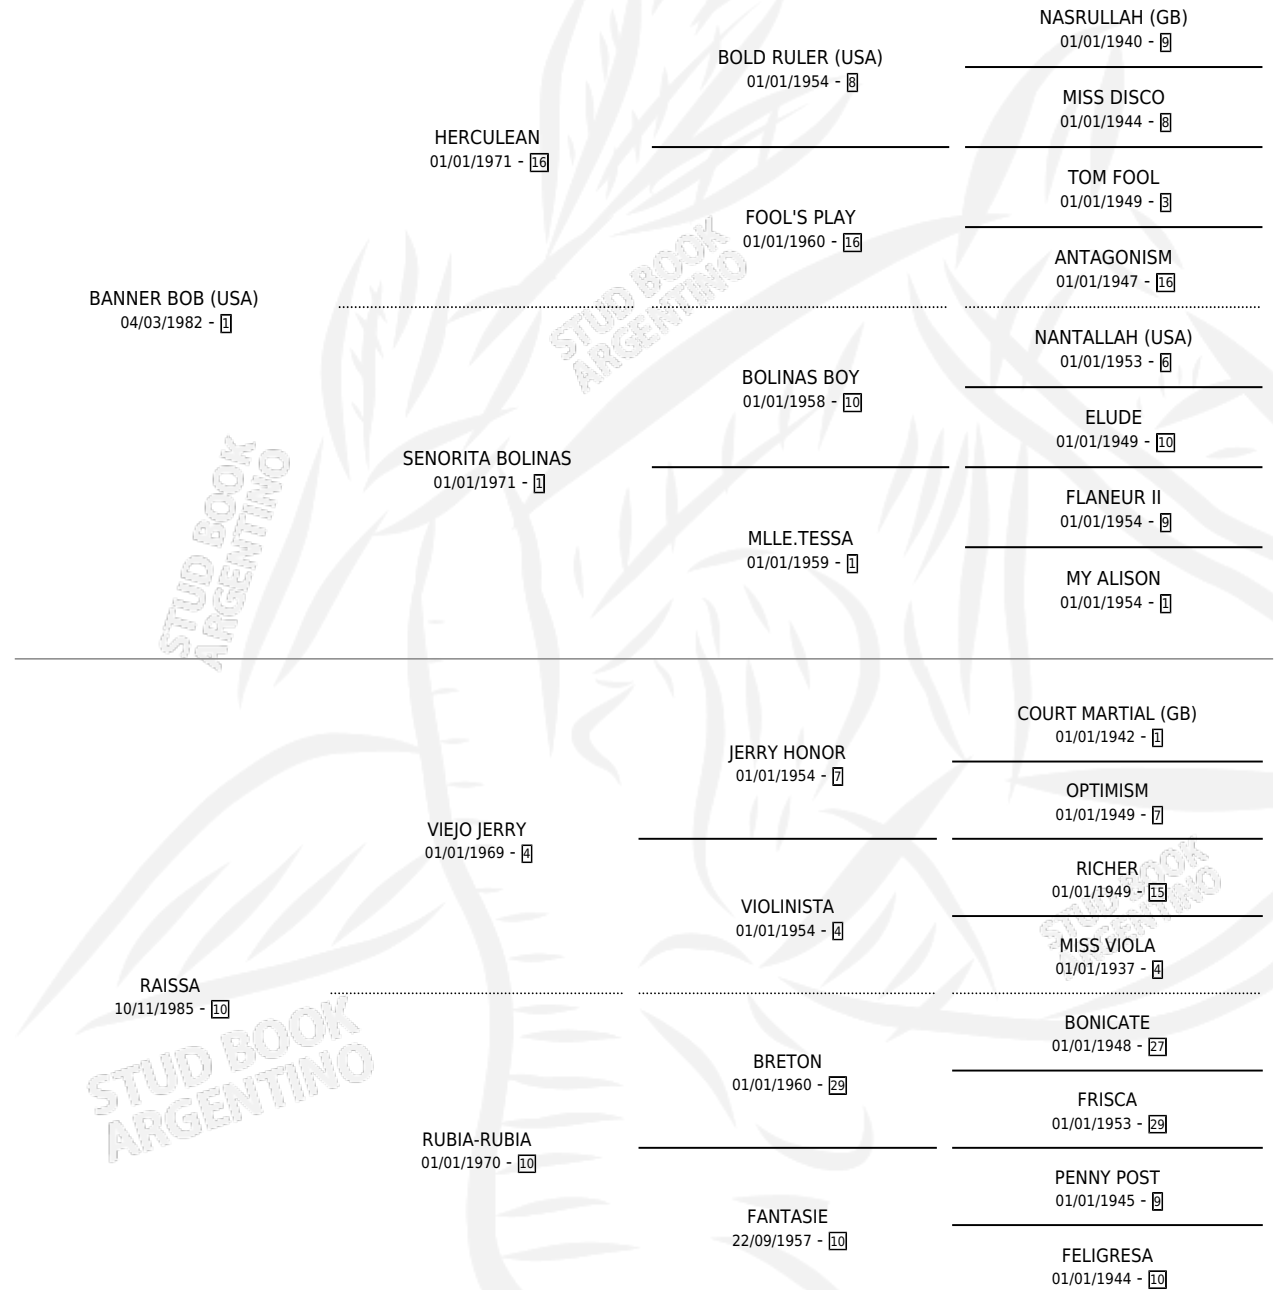 NASRULLAH (GB)
01/01/1940 - 9
BOLD RULER (USA)
01/01/1954 - 8
MISS DISCO
01/01/1944 - 8
HERCULEAN
01/01/1971 - 16
TOM FOOL
01/01/1949 - 3
FOOL'S PLAY
01/01/1960 - 16
ANTAGONISM
01/01/1947 - 16
BANNER BOB (USA)
04/03/1982 - 1
NANTALLAH (USA)
01/01/1953 - 6
BOLINAS BOY
01/01/1958 - 10
ELUDE
01/01/1949 - 10
SENORITA BOLINAS
01/01/1971 - 1
FLANEUR II
01/01/1954 - 9
MLLE.TESSA
01/01/1959 - 1
MY ALISON
01/01/1954 - 1
COURT MARTIAL (GB)
01/01/1942 - 1
JERRY HONOR
01/01/1954 - 7
OPTIMISM
01/01/1949 - 7
VIEJO JERRY
01/01/1969 - 4
RICHER
01/01/1949 - 15
VIOLINISTA
01/01/1954 - 4
MISS VIOLA
01/01/1937 - 4
RAISSA
10/11/1985 - 10
BONICATE
01/01/1948 - 27
BRETON
01/01/1960 - 29
FRISCA
01/01/1953 - 29
RUBIA-RUBIA
01/01/1970 - 10
PENNY POST
01/01/1945 - 9
FANTASIE
22/09/1957 - 10
FELIGRESA
01/01/1944 - 10
STUD BOOK
ARGENTINO
STUD BOOK
ARGENTINO
STUD BOOK
ARGENTINO
STUD BOOK
ARGENTINO